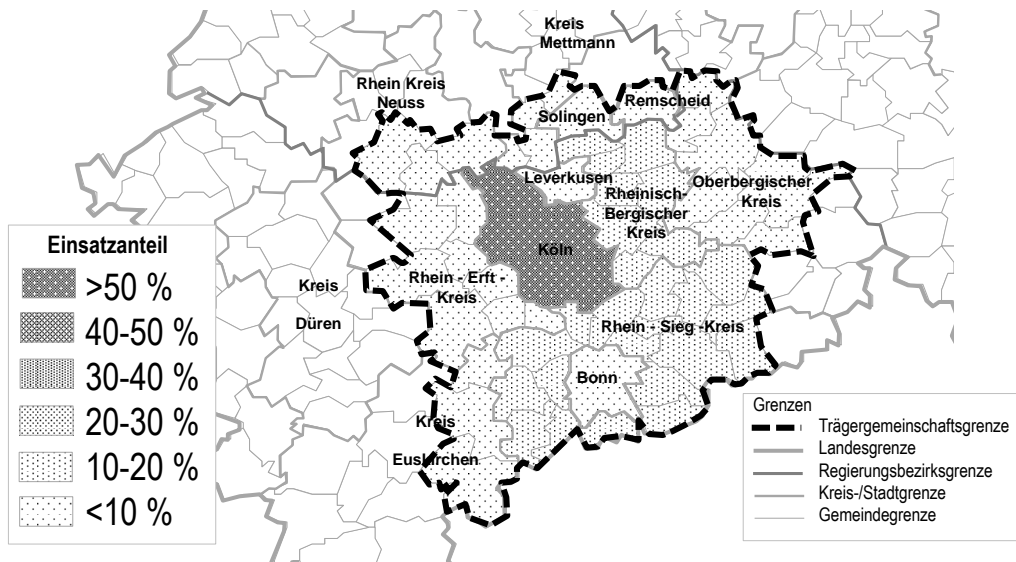 Kreis
Mettmann
Rhein Kreis
Neuss
Remscheid
Solingen
Leverkusen
Rheinisch-
Bergischer
Kreis
Oberbergischer
Kreis
Köln
Rhein - Erft -
Kreis
Kreis
Düren
Rhein - Sieg -Kreis
Bonn
Kreis
Euskirchen
Einsatzanteil
>50 %
40-50 %
30-40 %
20-30 %
10-20 %
<10 %
Grenzen
Trägergemeinschaftsgrenze
Landesgrenze
Regierungsbezirksgrenze
Kreis-/Stadtgrenze
Gemeindegrenze